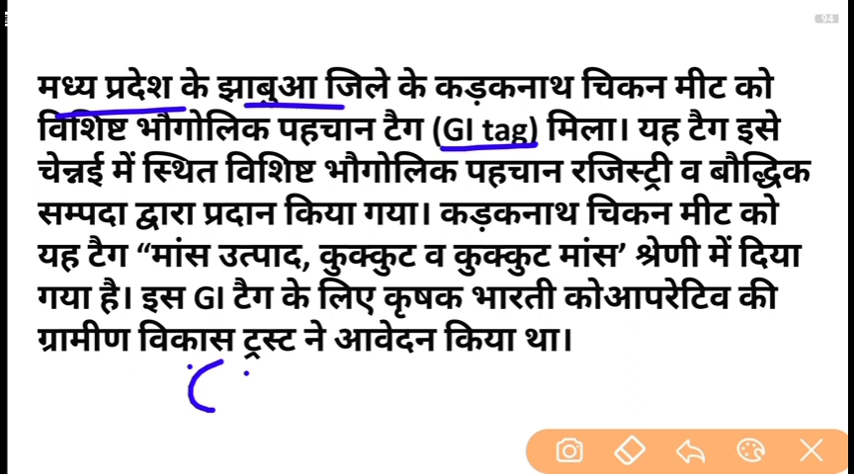 94
मध्य प्रदेश के झाबुआ जिले के कड़कनाथ चिकन मीट को
विशिष्ट भौगोलिक पहचान टैग (GI tag) मिला। यह टैग इसे
चेन्नई में स्थित विशिष्ट भौगोलिक पहचान रजिस्ट्री व बौद्धिक
सम्पदा द्वारा प्रदान किया गया। कड़कनाथ चिकन मीट को
यह टैग “मांस उत्पाद, कुक्कुट व कुक्कुट मांस’ श्रेणी में दिया
गया है। इस GI टैग के लिए कृषक भारती कोआपरेटिव की
ग्रामीण विकास ट्रस्ट ने आवेदन किया था।